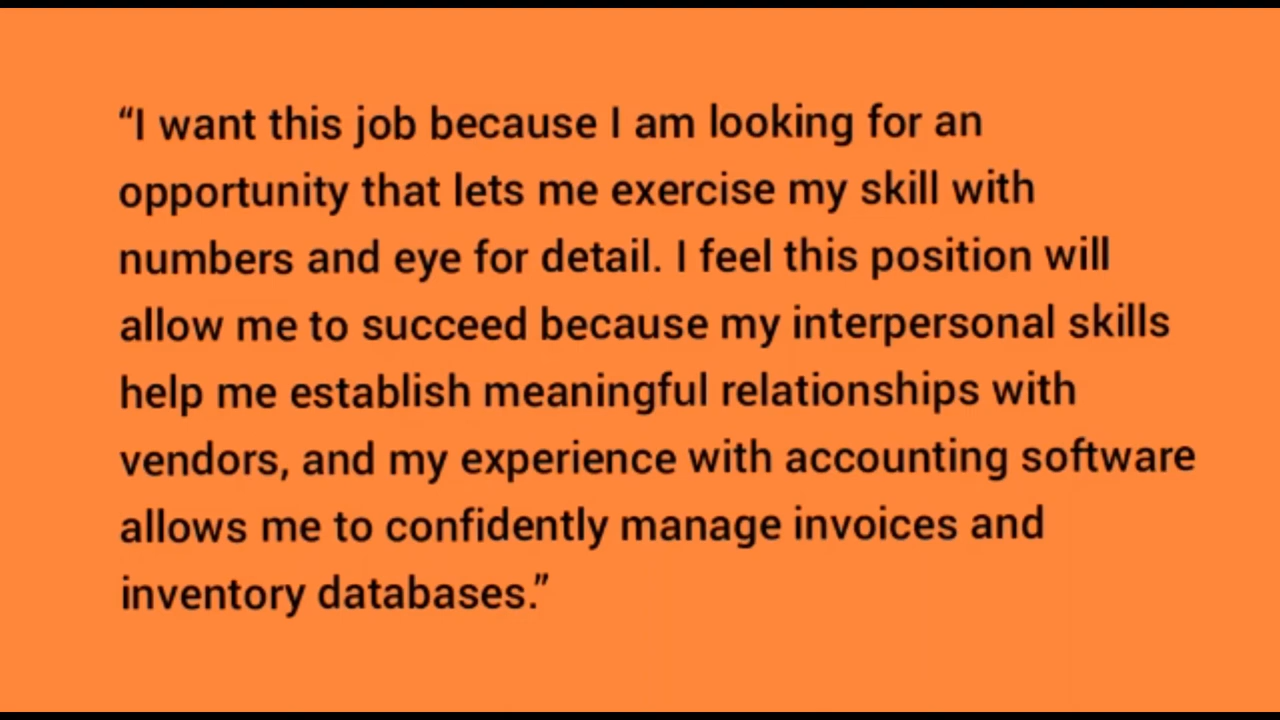 “I want this job because I am looking for an
opportunity that lets me exercise my skill with
numbers and eye for detail. I feel this position will
allow me to succeed because my interpersonal skills
help me establish meaningful relationships with
vendors, and my experience with accounting software
allows me to confidently manage invoices and
inventory databases.”